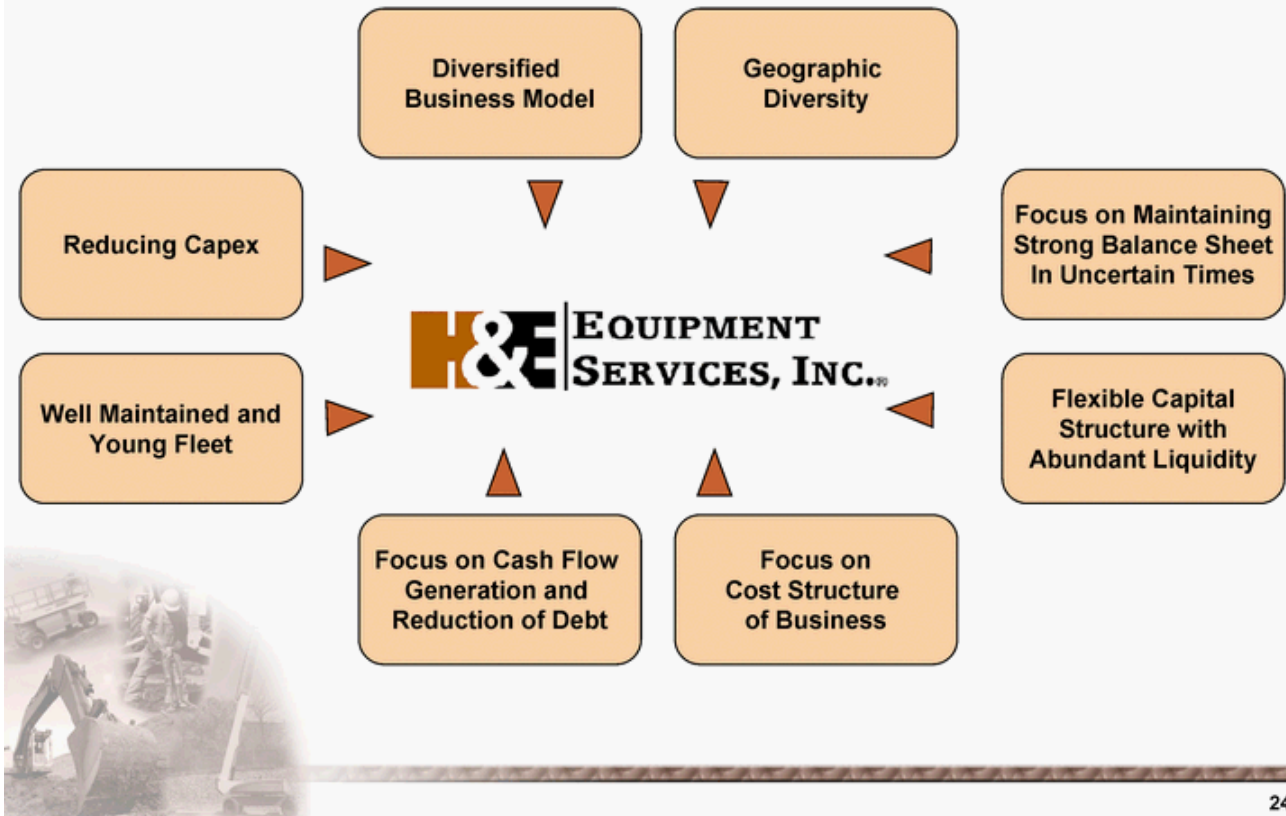 Diversified
Business Model
Geographic
Diversity
Reducing Capex
Focus on Maintaining
Strong Balance Sheet
In Uncertain Times
H&E EQUIPMENT
SERVICES, INC.®
Well Maintained and
Young Fleet
Flexible Capital
Structure with
Abundant Liquidity
Focus on Cash Flow
Generation and
Reduction of Debt
Focus on
Cost Structure
of Business
24